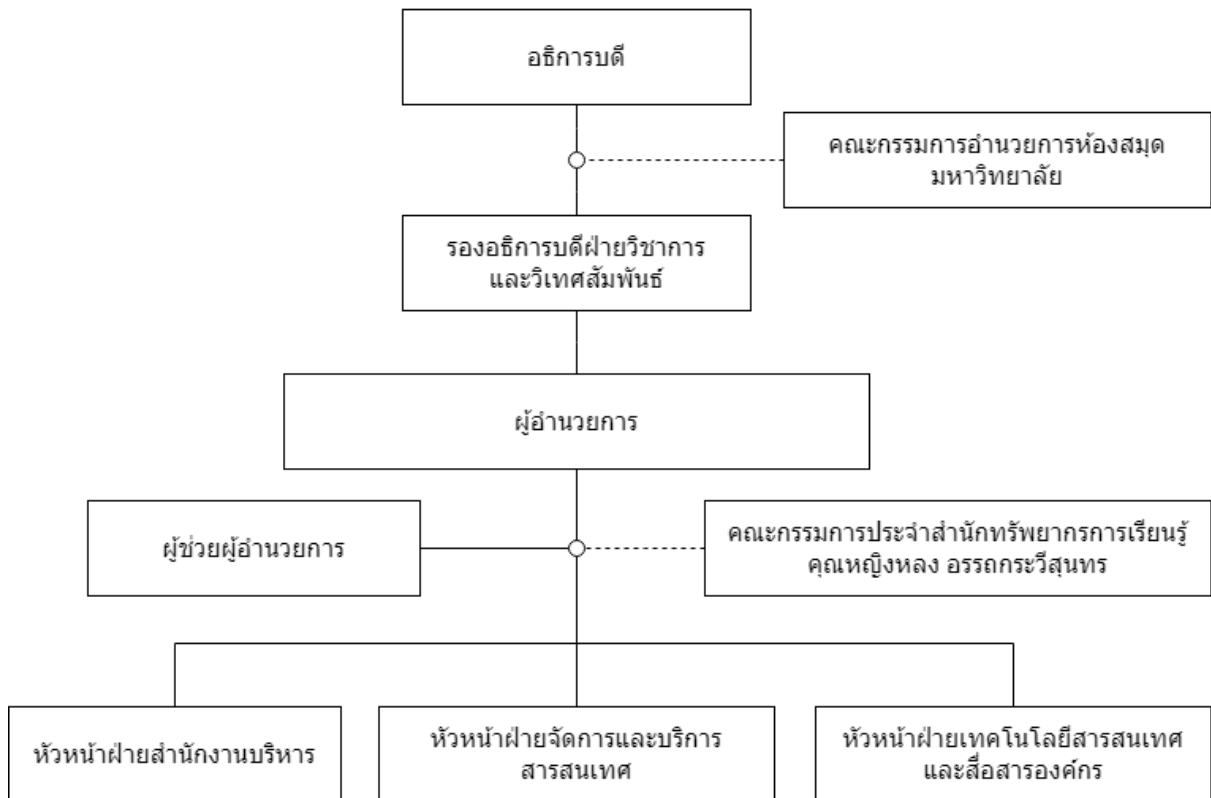 อธิการบดี
คณะกรรมการอำนวยการห้องสมุด
มหาวิทยาลัย
รองอธิการบดีฝ่ายวิชาการ
และวิเทศสัมพันธ์
ผู้อำนวยการ
ผู้ช่วยผู้อำนวยการ
คณะกรรมการประจำสำนักทรัพยากรการเรียนรู้
คุณหญิงหลง อรรถกระวีสุนทร
หัวหน้าฝ่ายสำนักงานบริหาร
หัวหน้าฝ่ายจัดการและบริการ
สารสนเทศ
หัวหน้าฝ่ายเทคโนโลยีสารสนเทศ
และสื่อสารองค์กร